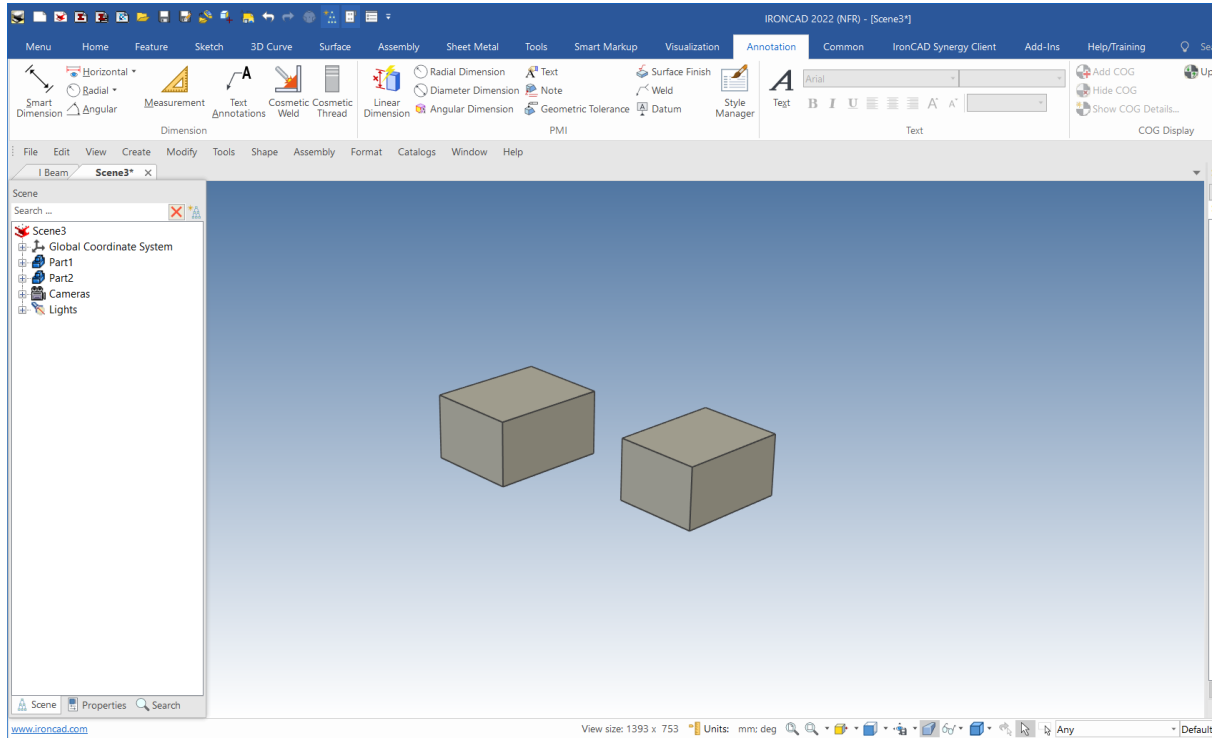 IRONCAD 2022 (NFR) - [Scene3*]
Menu Home Feature Sketch 3D Curve Surface Assembly Sheet Metal Tools Smart Markup Visualization Annotation Common IronCAD Synergy Client Add-Ins Help/Training
Smart Dimension
Horizontal
Radial
Angular
Measurement
Text Annotations
Cosmetic Weld
Cosmetic Thread
Dimension
Linear Dimension
Radial Dimension
Diameter Dimension
Angular Dimension
Text
Note
Geometric Tolerance
Surface Finish
Weld
Datum
Style Manager
PMI
Text
Arial
B I U
Text
Add COG
Hide COG
Show COG Details...
COG Display
File Edit View Create Modify Tools Shape Assembly Format Catalogs Window Help
I Beam Scene3*
Scene
Search ...
Scene3
Global Coordinate System
Part1
Part2
Cameras
Lights
Scene Properties Search
www.ironcad.com
View size: 1393 x 753 Units: mm; deg Any Default